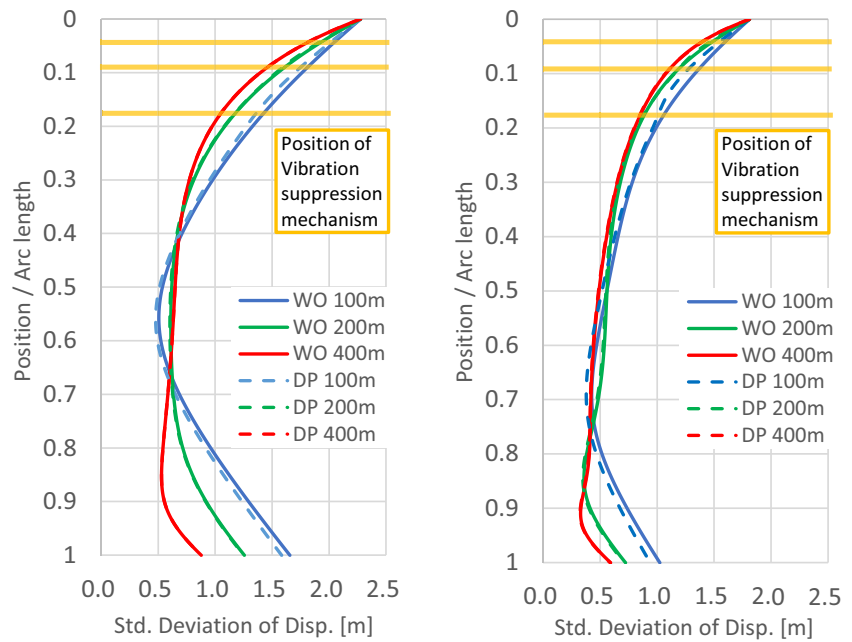 0
0.1
0.2
0.3
0.4
0.5
0.6
0.7
0.8
0.9
1
Position / Arc length
Position of
Vibration
suppression
mechanism
WO 100m
WO 200m
WO 400m
DP 100m
DP 200m
DP 400m
0.0
0.5
1.0
1.5
2.0
2.5
Std. Deviation of Disp. [m]
0
0.1
0.2
0.3
0.4
0.5
0.6
0.7
0.8
0.9
1
Position / Arc length
Position of
Vibration
suppression
mechanism
WO 100m
WO 200m
WO 400m
DP 100m
DP 200m
DP 400m
0.0
0.5
1.0
1.5
2.0
2.5
Std. Deviation of Disp. [m]